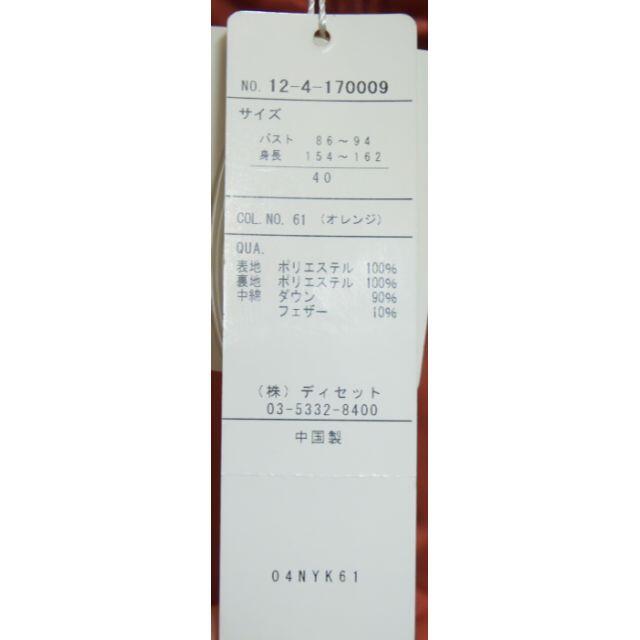 NO. 12-4-170009
サイズ
バスト 86～94
身長 154～162
40
COL.NO. 61 (オレンジ)
QUA.
表地 ポリエステル 100%
裏地 ポリエステル 100%
中綿 ダウン 90%
フェザー 10%
(株) ディセット
03-5332-8400
中国製
04NYK61